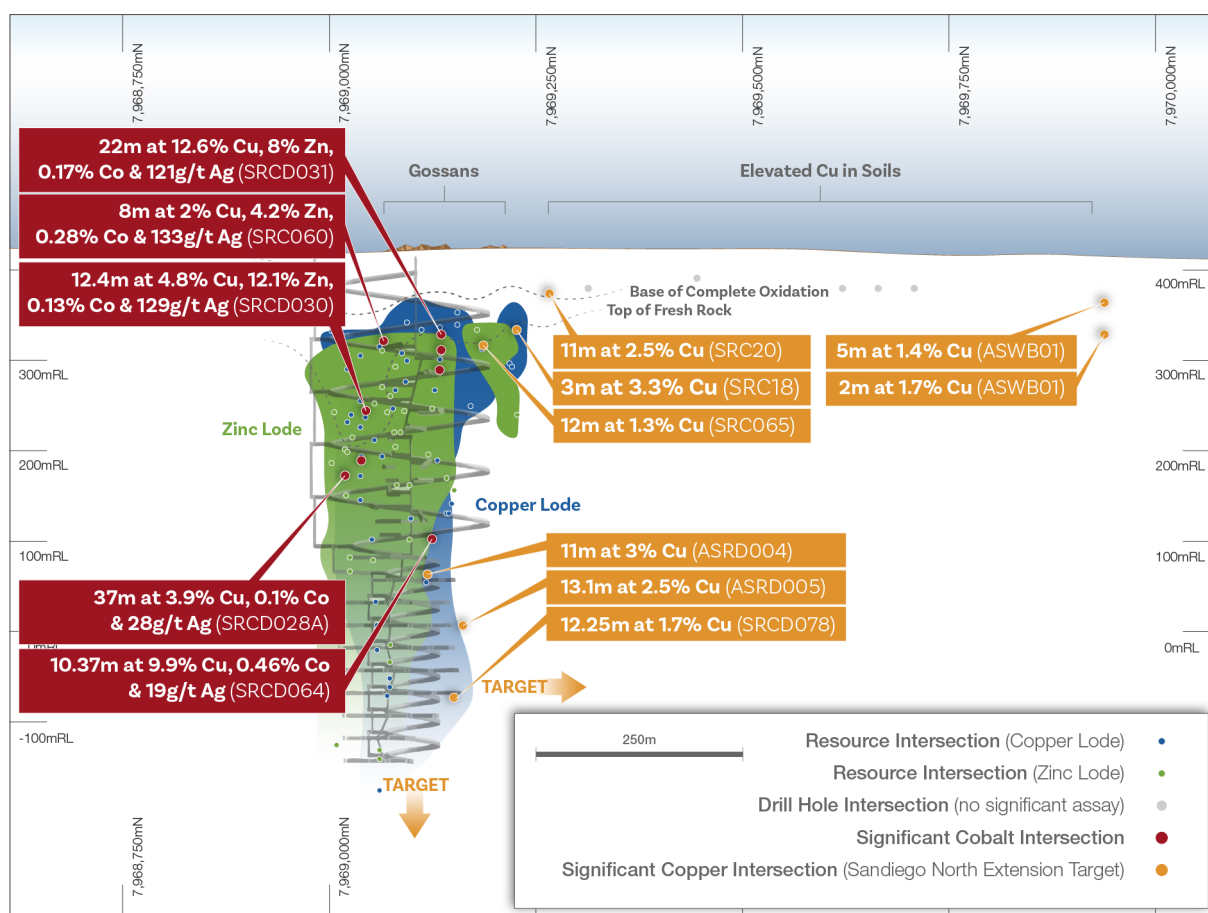 7,968,750mN
7,969,000mN
7,969,250mN
7,969,500mN
7,969,750mN
7,970,000mN
22m at 12.6% Cu, 8% Zn,
0.17% Co & 121g/t Ag (SRCD031)
8m at 2% Cu, 4.2% Zn,
0.28% Co & 133g/t Ag (SRC060)
12.4m at 4.8% Cu, 12.1% Zn,
0.13% Co & 129g/t Ag (SRCD030)
Gossans
Elevated Cu in Soils
400mRL
Base of Complete Oxidation
Top of Fresh Rock
11m at 2.5% Cu (SRC20)
3m at 3.3% Cu (SRC18)
12m at 1.3% Cu (SRC065)
5m at 1.4% Cu (ASWB01)
2m at 1.7% Cu (ASWB01)
300mRL
300mRL
Zinc Lode
200mRL
200mRL
Copper Lode
100mRL
100mRL
11m at 3% Cu (ASRD004)
13.1m at 2.5% Cu (ASRD005)
12.25m at 1.7% Cu (SRCD078)
37m at 3.9% Cu, 0.1% Co
& 28g/t Ag (SRCD028A)
0mRL
0mRL
10.37m at 9.9% Cu, 0.46% Co
& 19g/t Ag (SRCD064)
TARGET
-100mRL
TARGET
250m
Resource Intersection (Copper Lode)
Resource Intersection (Zinc Lode)
Drill Hole Intersection (no significant assay)
Significant Cobalt Intersection
Significant Copper Intersection (Sandiego North Extension Target)
7,968,750mN
7,969,000mN